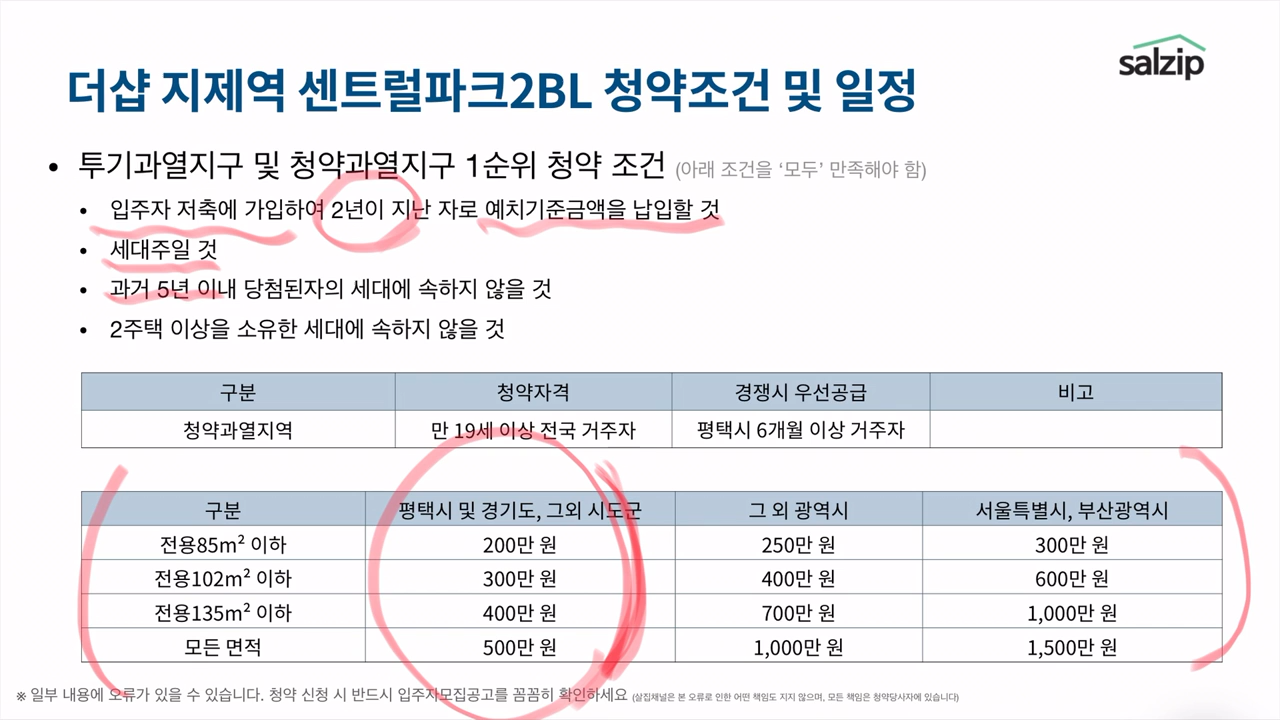 salzip
더샵 지제역 센트럴파크2BL 청약조건 및 일정
• 투기과열지구 및 청약과열지구 1순위 청약 조건 (아래 조건을 ‘모두’ 만족해야 함)
• 입주자 저축에 가입하여 2년이 지난 자로 예치기준금액을 납입할 것
• 세대주일 것
• 과거 5년 이내 당첨된자의 세대에 속하지 않을 것
• 2주택 이상을 소유한 세대에 속하지 않을 것
구분 청약자격 경쟁시 우선공급 비고
청약과열지역 만 19세 이상 전국 거주자 평택시 6개월 이상 거주자
구분 평택시 및 경기도, 그외 시도군 그 외 광역시 서울특별시, 부산광역시
전용85m² 이하 200만 원 250만 원 300만 원
전용102m² 이하 300만 원 400만 원 600만 원
전용135m² 이하 400만 원 700만 원 1,000만 원
모든 면적 500만 원 1,000만 원 1,500만 원
※ 일부 내용에 오류가 있을 수 있습니다. 청약 신청 시 반드시 입주자모집공고를 꼼꼼히 확인하세요 (살집채널은 본 오류로 인한 어떤 책임도 지지 않으며, 모든 책임은 청약당사자에 있습니다)